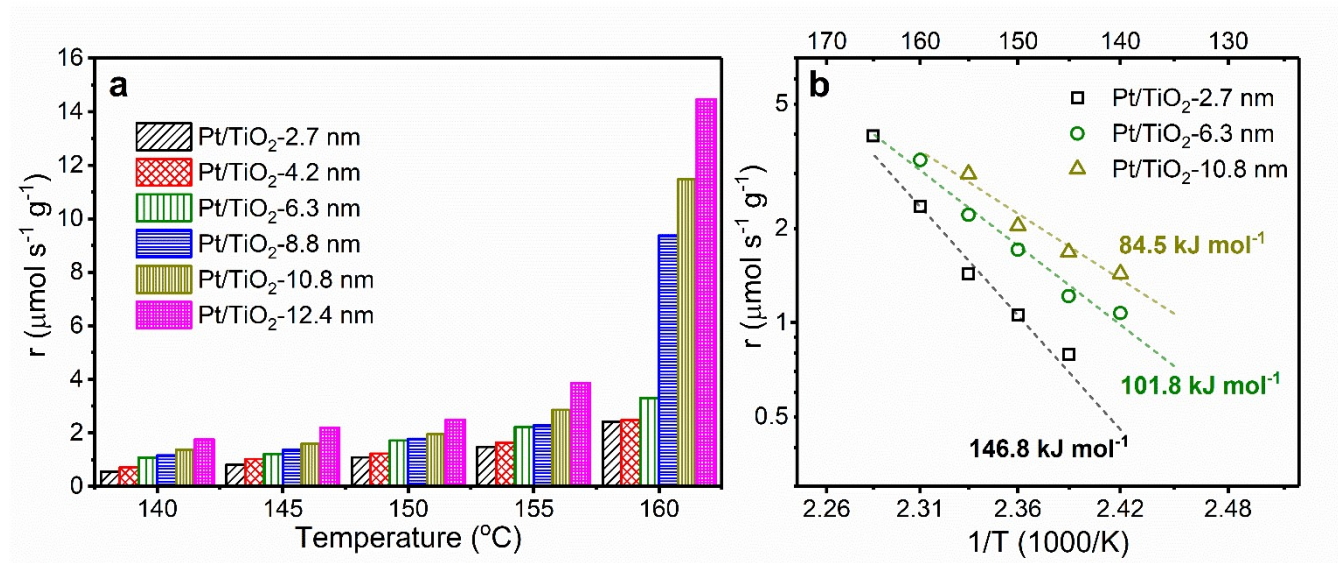 a
16
14
12
10
8
6
4
2
0
r (μmol s⁻¹ g⁻¹)
Pt/TiO₂-2.7 nm
Pt/TiO₂-4.2 nm
Pt/TiO₂-6.3 nm
Pt/TiO₂-8.8 nm
Pt/TiO₂-10.8 nm
Pt/TiO₂-12.4 nm
140 145 150 155 160
Temperature (°C)
b
170 160 150 140 130
5
2
1
0.5
r (μmol s⁻¹ g⁻¹)
Pt/TiO₂-2.7 nm
Pt/TiO₂-6.3 nm
Pt/TiO₂-10.8 nm
84.5 kJ mol⁻¹
101.8 kJ mol⁻¹
146.8 kJ mol⁻¹
2.26 2.31 2.36 2.42 2.48
1/T (1000/K)